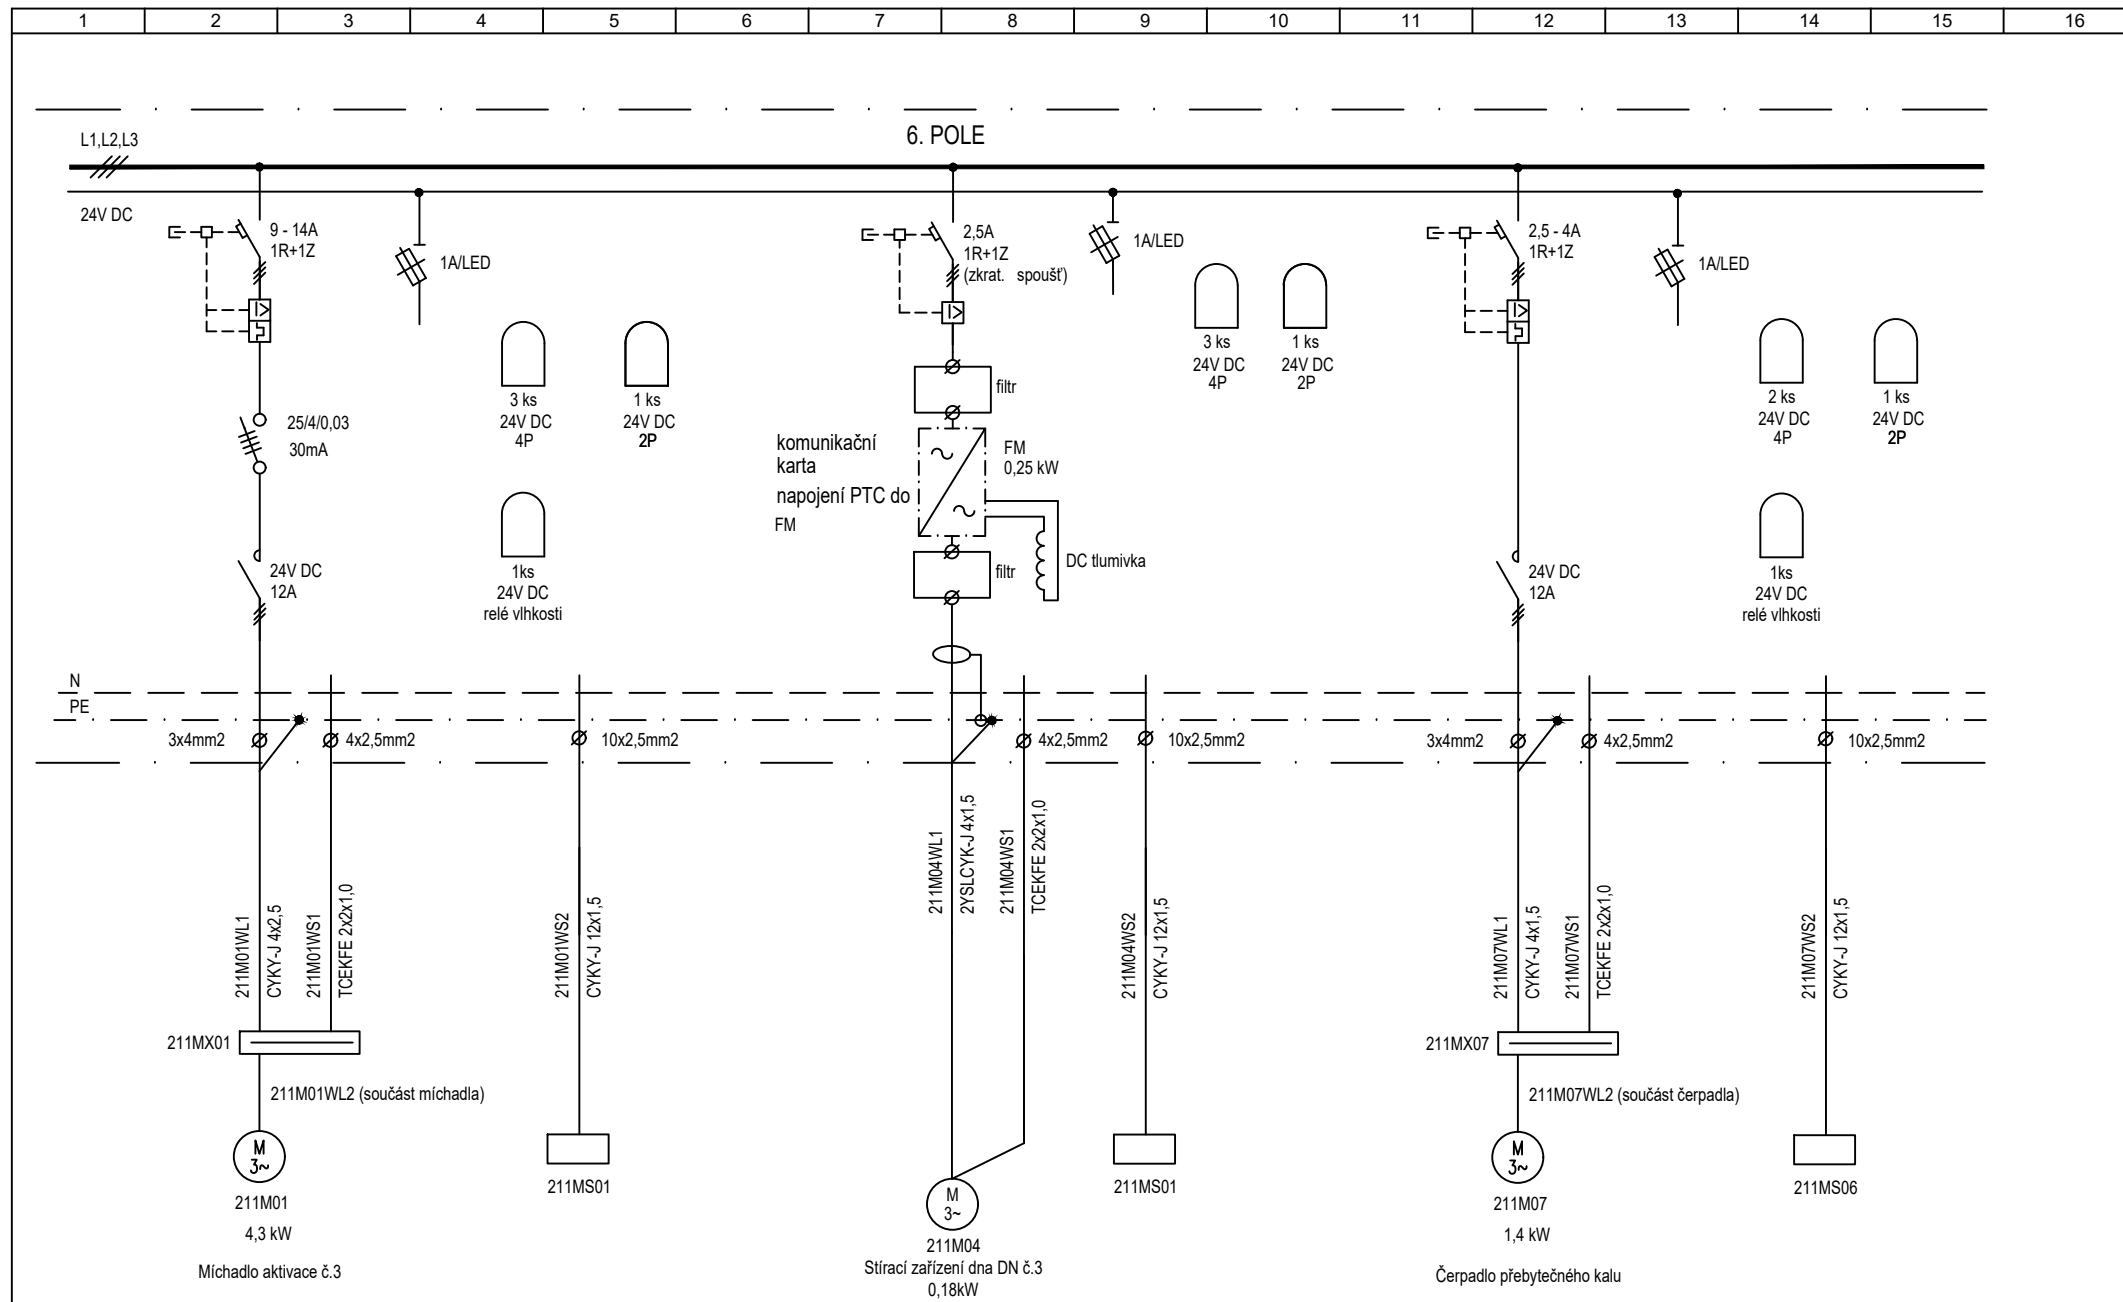 1 2 3 4 5 6 7 8 9 10 11 12 13 14 15 16
6. POLE
L1,L2,L3
24V DC
9 - 14A
1R+1Z
1A/LED
3 ks
24V DC
4P
1 ks
24V DC
2P
25/4/0,03
30mA
1ks
24V DC
relé vlhkosti
24V DC
12A
2,5A
1R+1Z
(zkrat. spoušť)
1A/LED
3 ks
24V DC
4P
1 ks
24V DC
2P
filtr
komunikační
karta
napojení PTC do
FM
FM
0,25 kW
DC tlumivka
filtr
2,5 - 4A
1R+1Z
1A/LED
2 ks
24V DC
4P
1 ks
24V DC
2P
1ks
24V DC
relé vlhkosti
24V DC
12A
N
PE
3x4mm2
4x2,5mm2
10x2,5mm2
4x2,5mm2
10x2,5mm2
3x4mm2
4x2,5mm2
10x2,5mm2
211M01WL1
CYKY-J 4x2,5
211M01WS1
TCEKFE 2x2x1,0
211M01WS2
CYKY-J 12x1,5
211M04WL1
2YSLCYK-J 4x1,5
211M04WS1
TCEKFE 2x2x1,0
211M04WS2
CYKY-J 12x1,5
211M07WL1
CYKY-J 4x1,5
211M07WS1
TCEKFE 2x2x1,0
211M07WS2
CYKY-J 12x1,5
211MX01
211M01WL2 (součást míchadla)
M
3~
211M01
4,3 kW
Míchadlo aktivace č.3
211MS01
M
3~
211M04
Stírací zařízení dna DN č.3
0,18kW
211MS01
211MX07
211M07WL2 (součást čerpadla)
M
3~
211M07
1,4 kW
Čerpadlo přebytečného kalu
211MS06